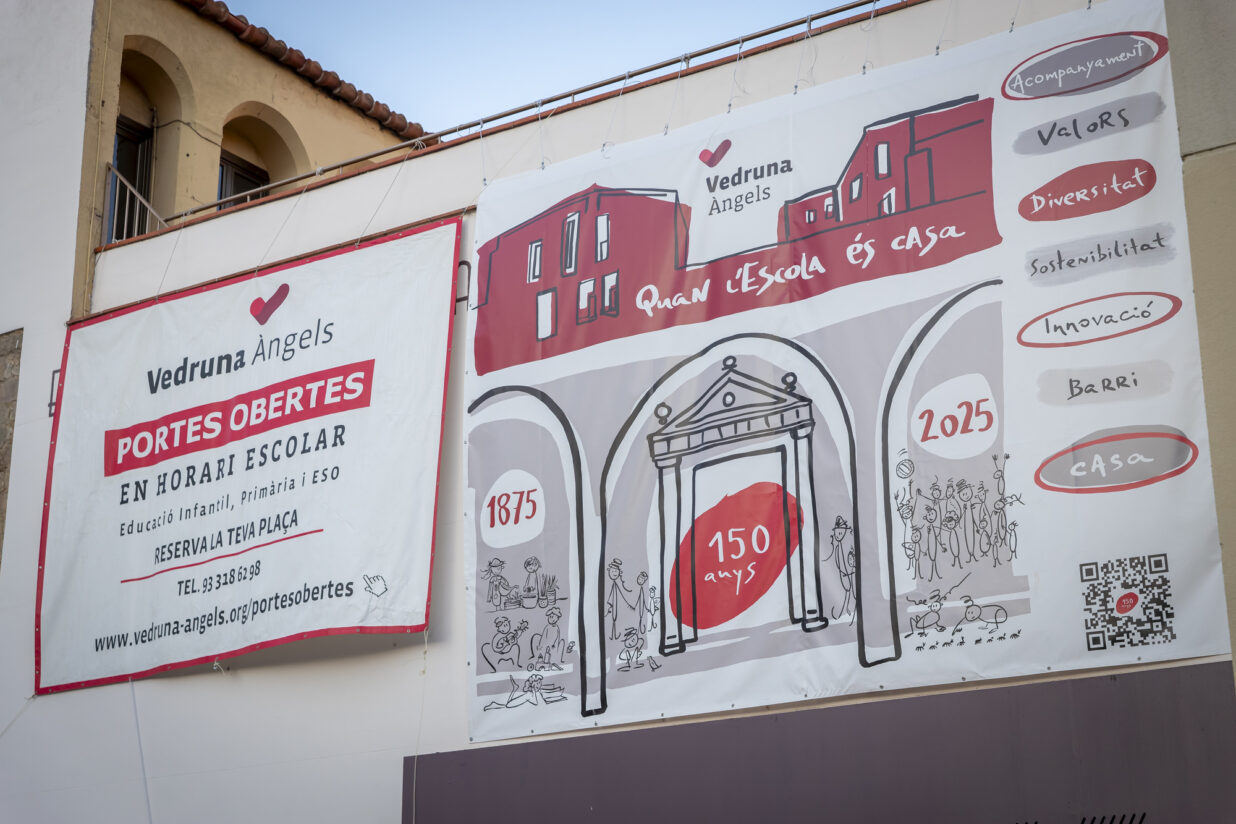 Vedruna Àngels
PORTES OBERTES
EN HORARI ESCOLAR
Educació Infantil, Primària i ESO
RESERVA LA TEVA PLAÇA
TEL. 93 318 62 98
www.vedruna-angels.org/portesobertes
Vedruna
Àngels
QUAN L'ESCOLA ÉS CASA
1875
150
anys
2025
Acompanyament
VALORS
DIVERSITAT
Sostenibilitat
Innovació
BARRI
CASA
150